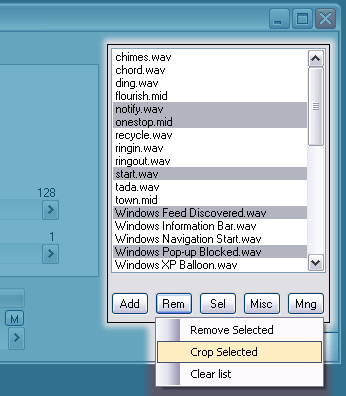 chimes.wav
chord.wav
ding.wav
flourish.mid
notify.wav
onestop.mid
recycle.wav
ringin.wav
ringout.wav
start.wav
tada.wav
town.mid
Windows Feed Discovered.wav
Windows Information Bar.wav
Windows Navigation Start.wav
Windows Pop-up Blocked.wav
Windows XP Balloon.wav
128
1
M
Add Rem Sel Misc Mng
Remove Selected
Crop Selected
Clear list